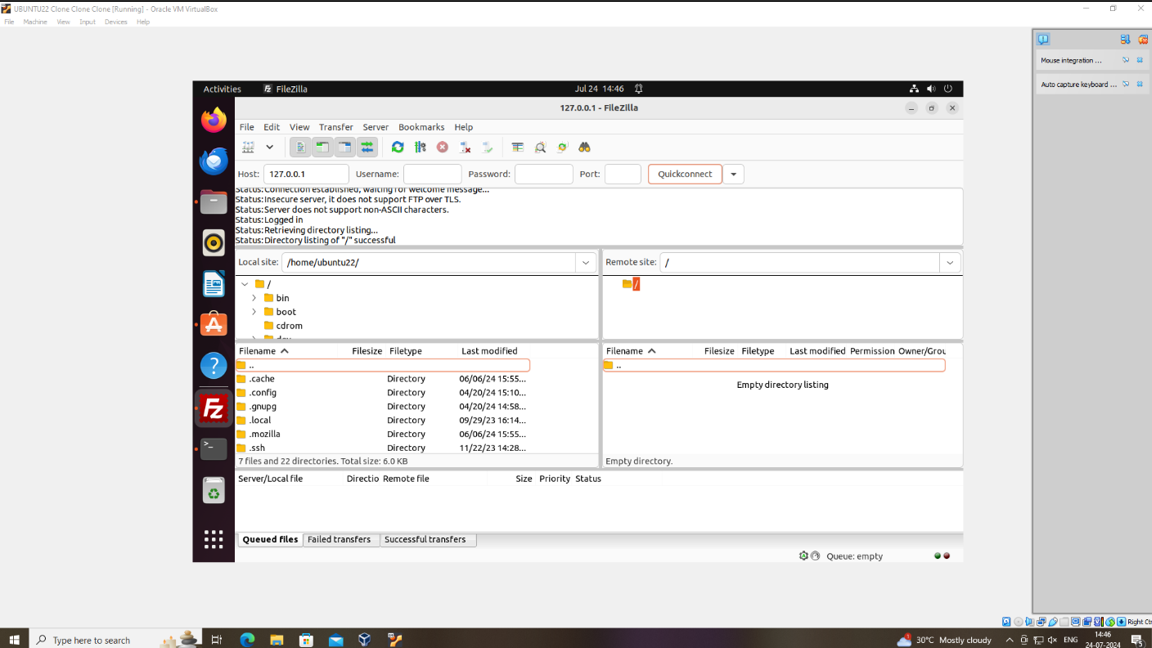 UBUNTU22 Clone Clone Clone [Running] - Oracle VM VirtualBox
File Machine View Input Devices Help
Mouse integration ...
Auto capture keyboard ...
Activities FileZilla Jul 24 14:46
127.0.0.1 - FileZilla
File Edit View Transfer Server Bookmarks Help
Host: 127.0.0.1 Username: Password: Port: Quickconnect
Status:Connection established, waiting for welcome message...
Status:Insecure server, it does not support FTP over TLS.
Status:Server does not support non-ASCII characters.
Status:Logged in
Status:Retrieving directory listing...
Status:Directory listing of "/" successful
Local site: /home/ubuntu22/ Remote site: /
/ /
bin
boot
cdrom
Filename Filesize Filetype Last modified Filename Filesize Filetype Last modified Permission Owner/Grou
.. ..
.cache Directory 06/06/24 15:55... Empty directory listing
.config Directory 04/20/24 15:10...
.gnupg Directory 04/20/24 14:58...
.local Directory 09/29/23 16:14...
.mozilla Directory 06/06/24 15:55...
.ssh Directory 11/22/23 14:28...
7 files and 22 directories. Total size: 6.0 KB Empty directory.
Server/Local file Directio Remote file Size Priority Status
Queued files Failed transfers Successful transfers
Queue: empty
Right Ct
Type here to search 30°C Mostly cloudy ENG 14:46
24-07-2024 5